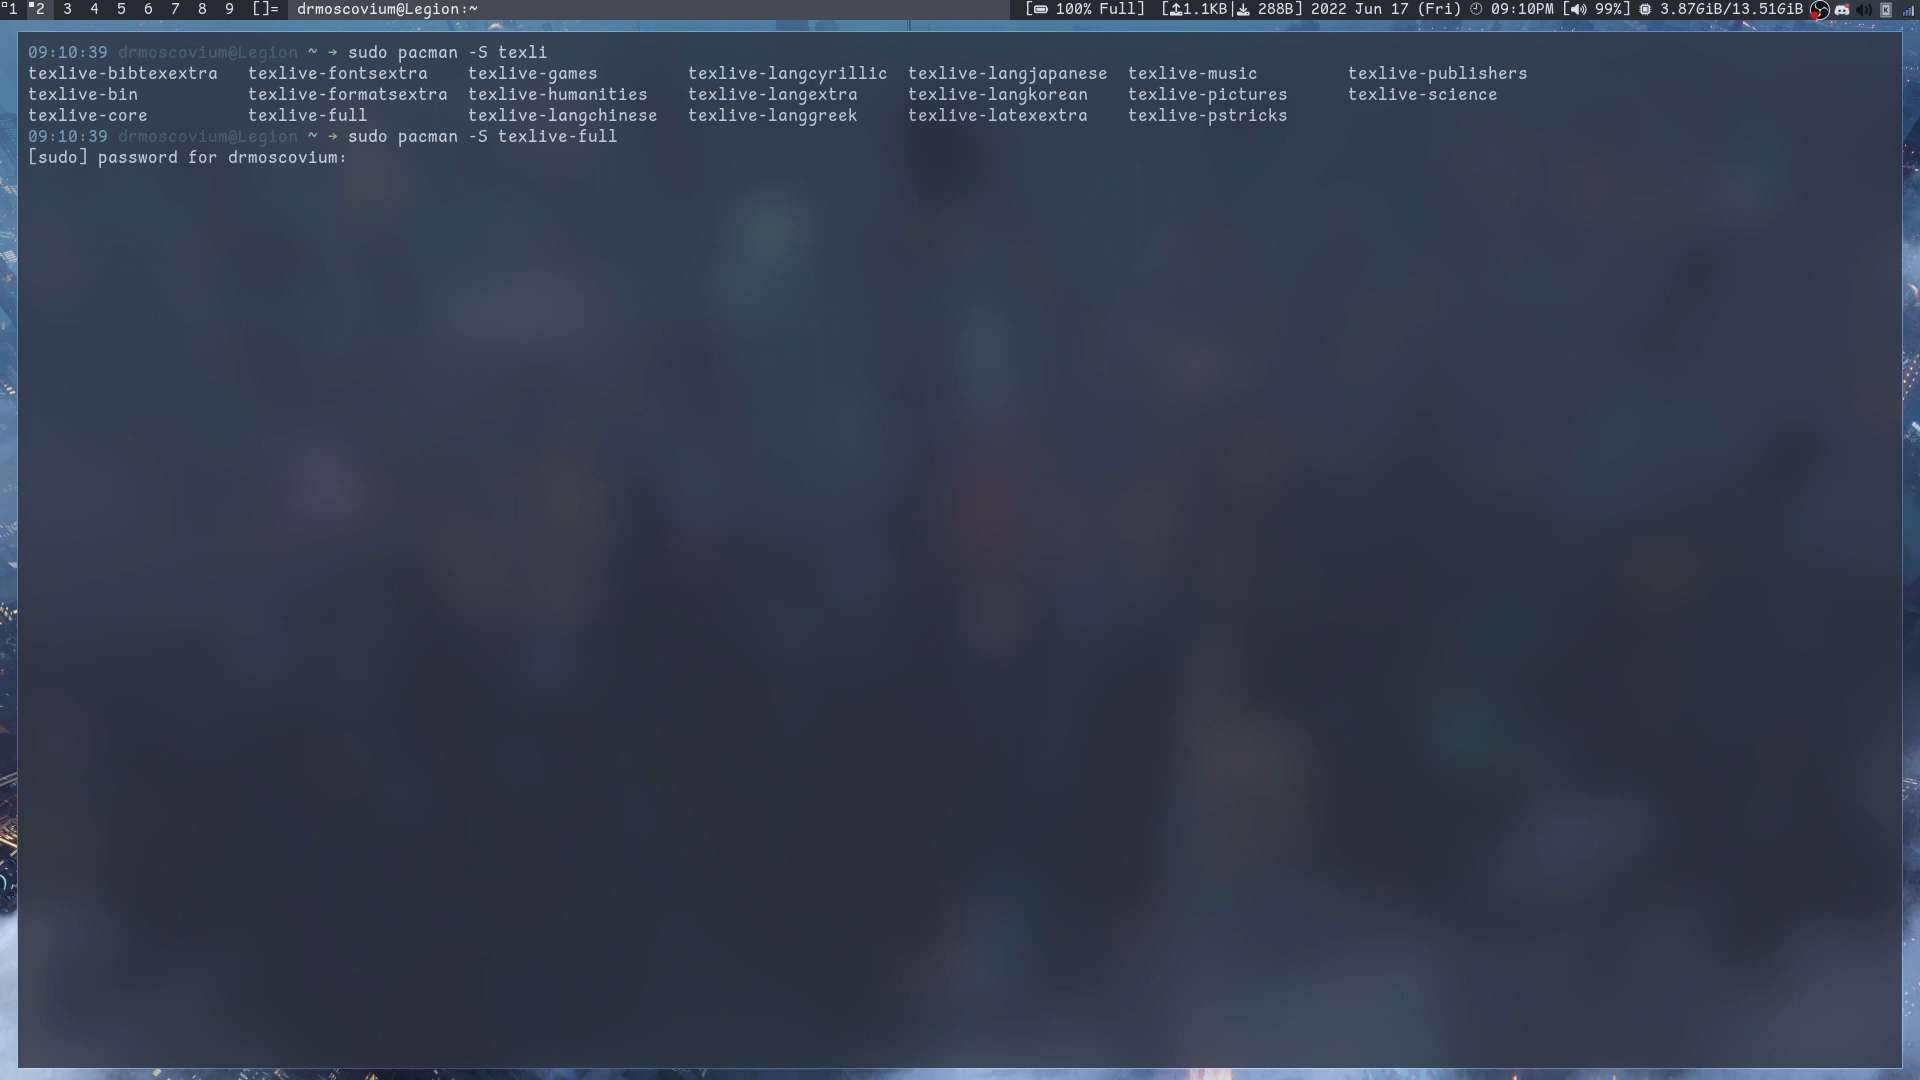 1 2 3 4 5 6 7 8 9 []= drmoscovium@Legion:~ [ 100% Full] [1.1KB| 288B] 2022 Jun 17 (Fri) 09:10PM [ 99%] 3.87GiB/13.51GiB K
09:10:39 drmoscovium@Legion ~ → sudo pacman -S texli
texlive-bibtexextra texlive-fontsextra texlive-games texlive-langcyrillic texlive-langjapanese texlive-music texlive-publishers
texlive-bin texlive-formatsextra texlive-humanities texlive-langextra texlive-langkorean texlive-pictures texlive-science
texlive-core texlive-full texlive-langchinese texlive-langgreek texlive-latexextra texlive-pstricks
09:10:39 drmoscovium@Legion ~ → sudo pacman -S texlive-full
[sudo] password for drmoscovium: